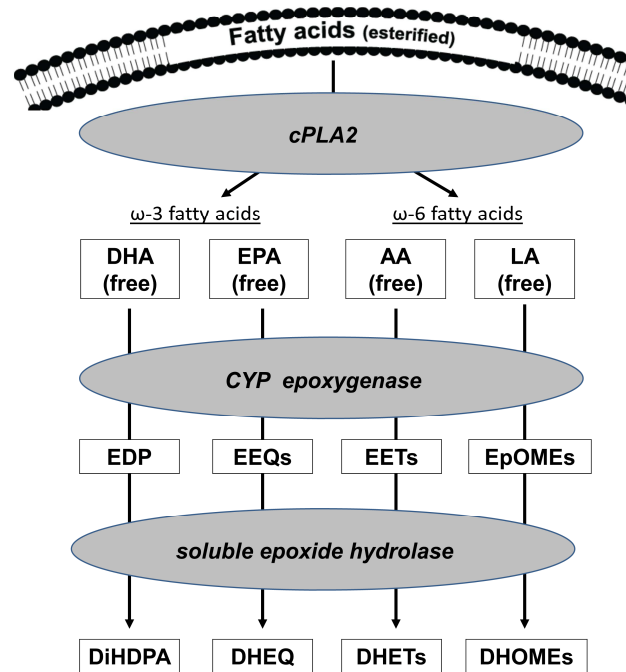 Fatty acids (esterified)
cPLA2
ω-3 fatty acids
ω-6 fatty acids
DHA
(free)
EPA
(free)
AA
(free)
LA
(free)
CYP epoxygenase
EDP
EEQs
EETs
EpOMEs
soluble epoxide hydrolase
DiHDPA
DHEQ
DHETs
DHOMEs